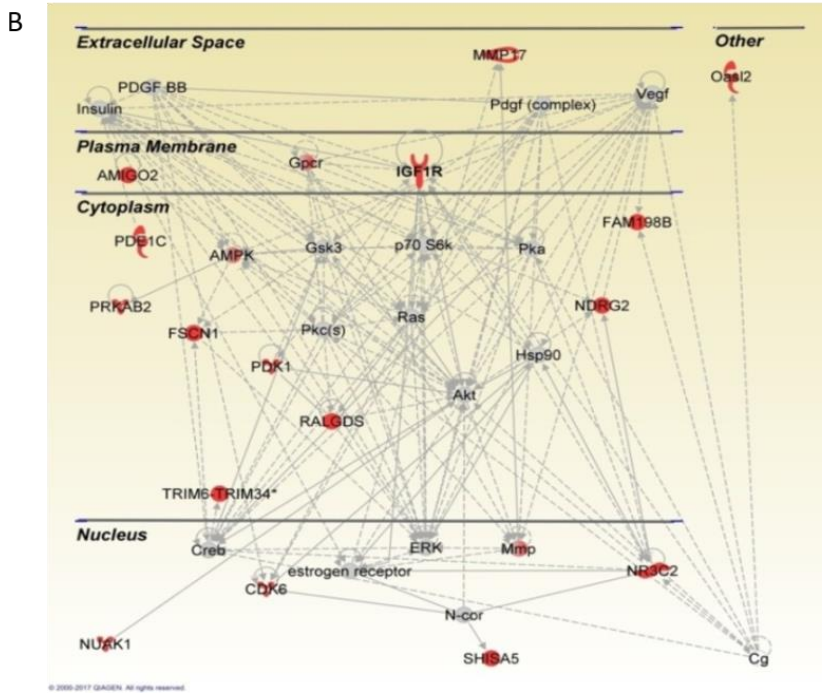 B
Extracellular Space
Other
MMP17
Oasl2
PDGF BB
Insulin
Pdgf (complex)
Vegf
Plasma Membrane
Gpcr
IGF1R
AMIGO2
Cytoplasm
FAM198B
PDE1C
AMPK
Gsk3
p70 S6k
Pka
PRKAB2
NDRG2
FSCN1
Pkc(s)
Ras
Hsp90
PDK1
Akt
RALGDS
TRIM6-TRIM34*
Nucleus
Creb
ERK
Mmp
estrogen receptor
NR3C2
CDK6
N-cor
NUAK1
SHISA5
Cg
© 2000-2017 QIAGEN. All rights reserved.